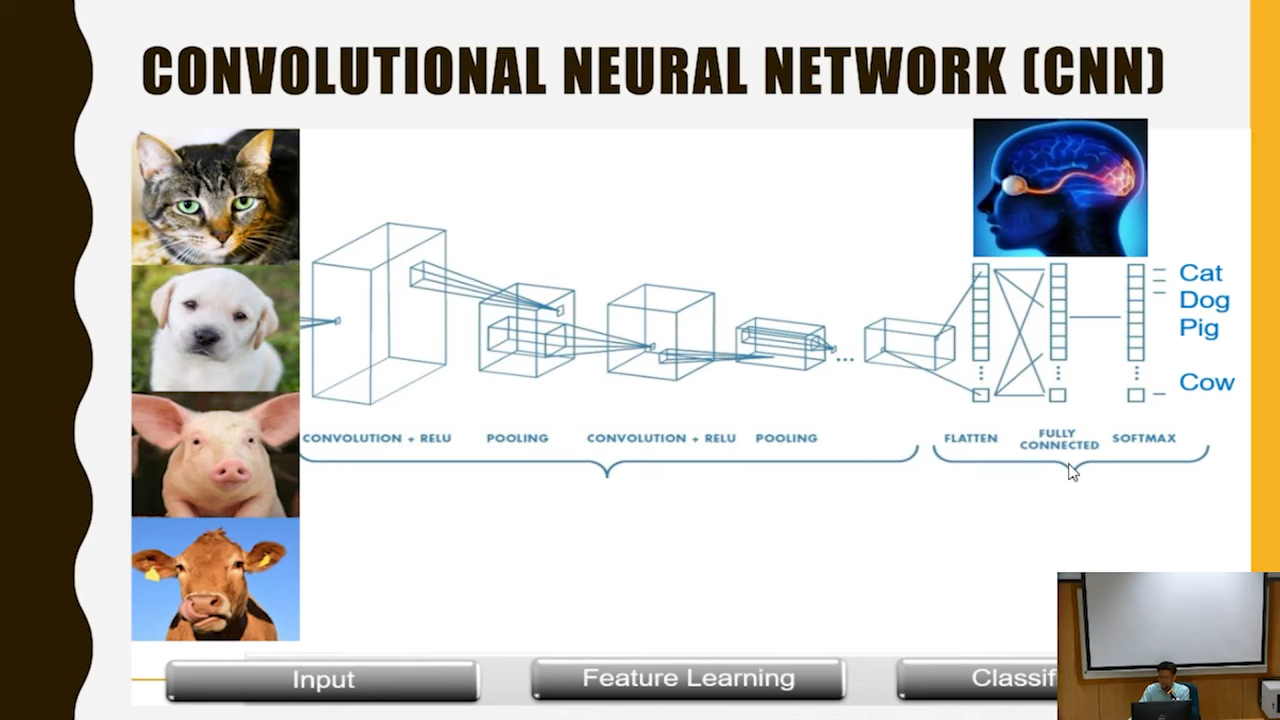 CONVOLUTIONAL NEURAL NETWORK (CNN)
Cat
Dog
Pig
Cow
CONVOLUTION + RELU
POOLING
CONVOLUTION + RELU
POOLING
FLATTEN
FULLY
CONNECTED
SOFTMAX
Input
Feature Learning
Classif